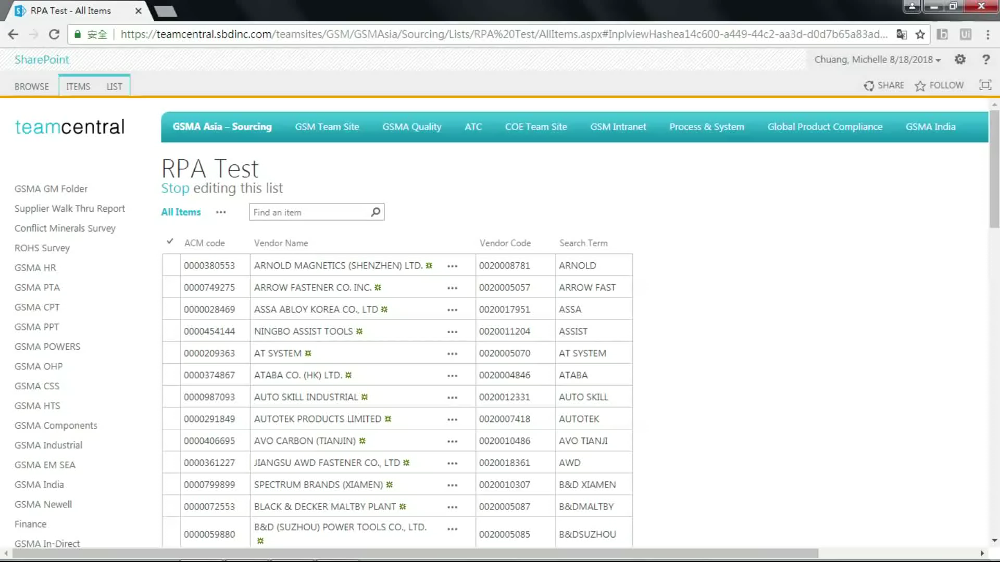 RPA Test - All Items
安全 https://teamcentral.sbdinc.com/teamsites/GSM/GSMAsia/Sourcing/Lists/RPA%20Test/AllItems.aspx#InplviewHashea14c600-a449-44c2-aa3d-d0d7b65a83ad...
SharePoint
Chuang, Michelle 8/18/2018
BROWSE ITEMS LIST
SHARE FOLLOW
teamcentral
GSMA Asia – Sourcing GSM Team Site GSMA Quality ATC COE Team Site GSM Intranet Process & System Global Product Compliance GSMA India
RPA Test
Stop editing this list
All Items ... Find an item
GSMA GM Folder
Supplier Walk Thru Report
Conflict Minerals Survey
ROHS Survey
GSMA HR
GSMA PTA
GSMA CPT
GSMA PPT
GSMA POWERS
GSMA OHP
GSMA CSS
GSMA HTS
GSMA Components
GSMA Industrial
GSMA EM SEA
GSMA India
GSMA Newell
Finance
GSMA In-Direct
ACM code Vendor Name Vendor Code Search Term
0000380553 ARNOLD MAGNETICS (SHENZHEN) LTD. ... 0020008781 ARNOLD
0000749275 ARROW FASTENER CO. INC. ... 0020005057 ARROW FAST
0000028469 ASSA ABLOY KOREA CO., LTD ... 0020017951 ASSA
0000454144 NINGBO ASSIST TOOLS ... 0020011204 ASSIST
0000209363 AT SYSTEM ... 0020005070 AT SYSTEM
0000374867 ATABA CO. (HK) LTD. ... 0020004846 ATABA
0000987093 AUTO SKILL INDUSTRIAL ... 0020012331 AUTO SKILL
0000291849 AUTOTEK PRODUCTS LIMITED ... 0020007418 AUTOTEK
0000406695 AVO CARBON (TIANJIN) ... 0020010486 AVO TIANJI
0000361227 JIANGSU AWD FASTENER CO., LTD ... 0020018361 AWD
0000799899 SPECTRUM BRANDS (XIAMEN) ... 0020010307 B&D XIAMEN
0000072553 BLACK & DECKER MALTBY PLANT ... 0020005087 B&DMALTBY
0000059880 B&D (SUZHOU) POWER TOOLS CO., LTD. ... 0020005085 B&DSUZHOU